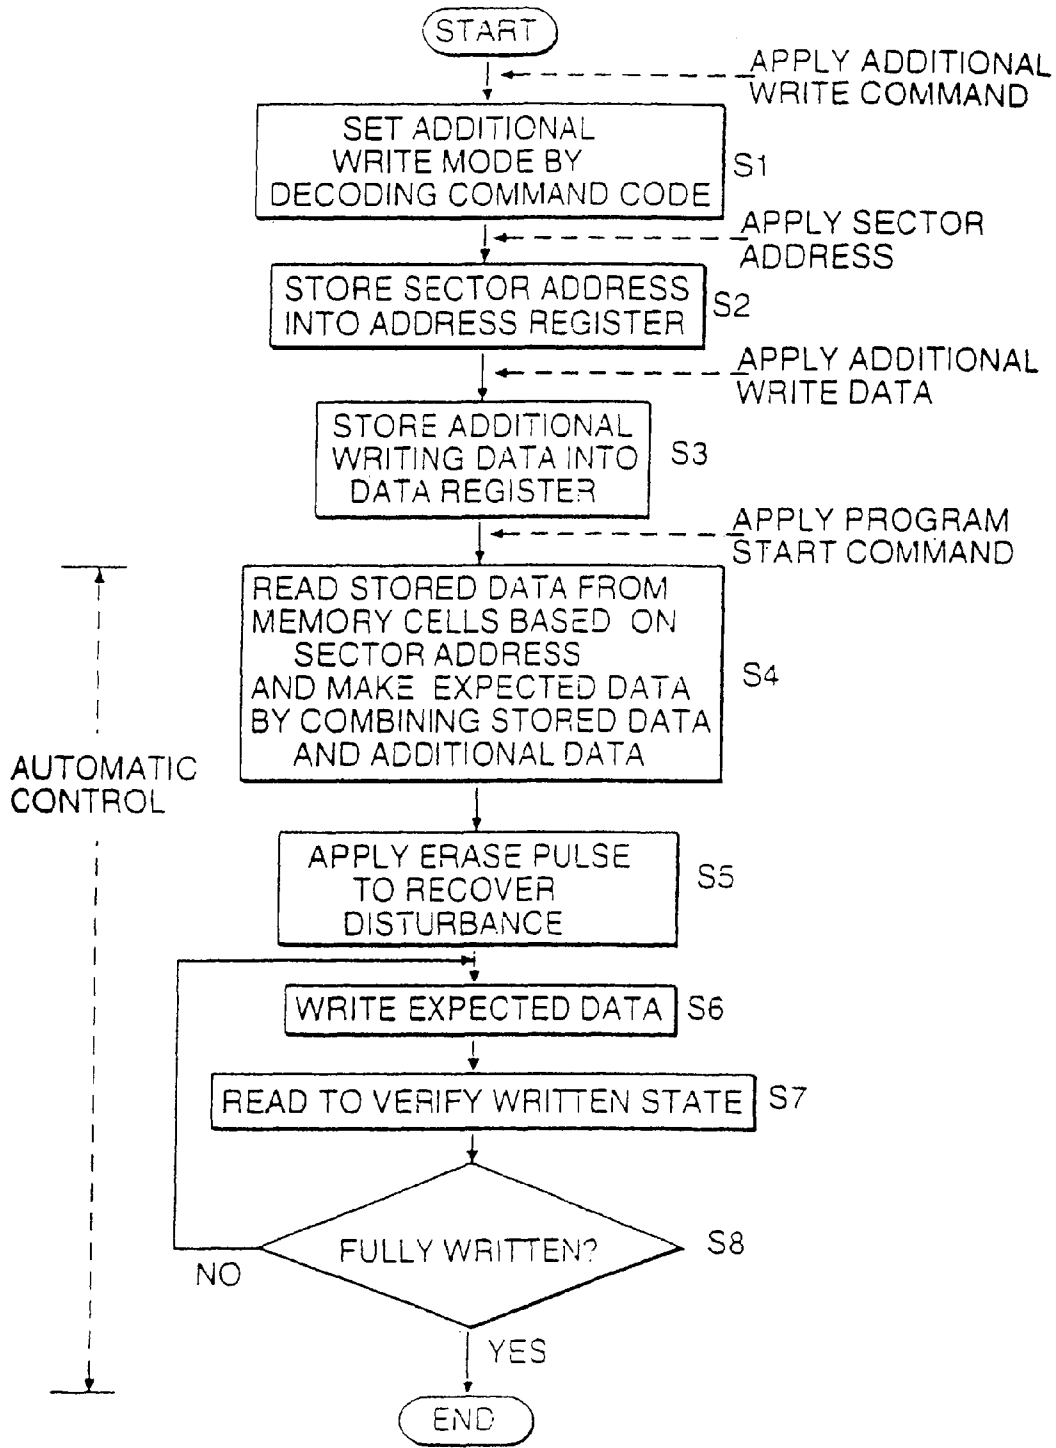 START
APPLY ADDITIONAL
WRITE COMMAND
SET ADDITIONAL
WRITE MODE BY
DECODING COMMAND CODE
S1
APPLY SECTOR
ADDRESS
STORE SECTOR ADDRESS
INTO ADDRESS REGISTER
S2
APPLY ADDITIONAL
WRITE DATA
STORE ADDITIONAL
WRITING DATA INTO
DATA REGISTER
S3
APPLY PROGRAM
START COMMAND
READ STORED DATA FROM
MEMORY CELLS BASED ON
SECTOR ADDRESS
AND MAKE EXPECTED DATA
BY COMBINING STORED DATA
AND ADDITIONAL DATA
S4
AUTOMATIC
CONTROL
APPLY ERASE PULSE
TO RECOVER
DISTURBANCE
S5
WRITE EXPECTED DATA
S6
READ TO VERIFY WRITTEN STATE
S7
FULLY WRITTEN?
S8
NO
YES
END